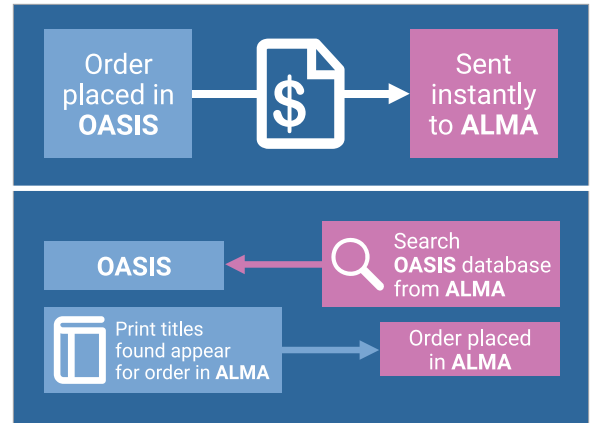 Order
placed in
OASIS
$
Sent
instantly
to ALMA
OASIS
Search
OASIS database
from ALMA
Print titles
found appear
for order in ALMA
Order placed
in ALMA